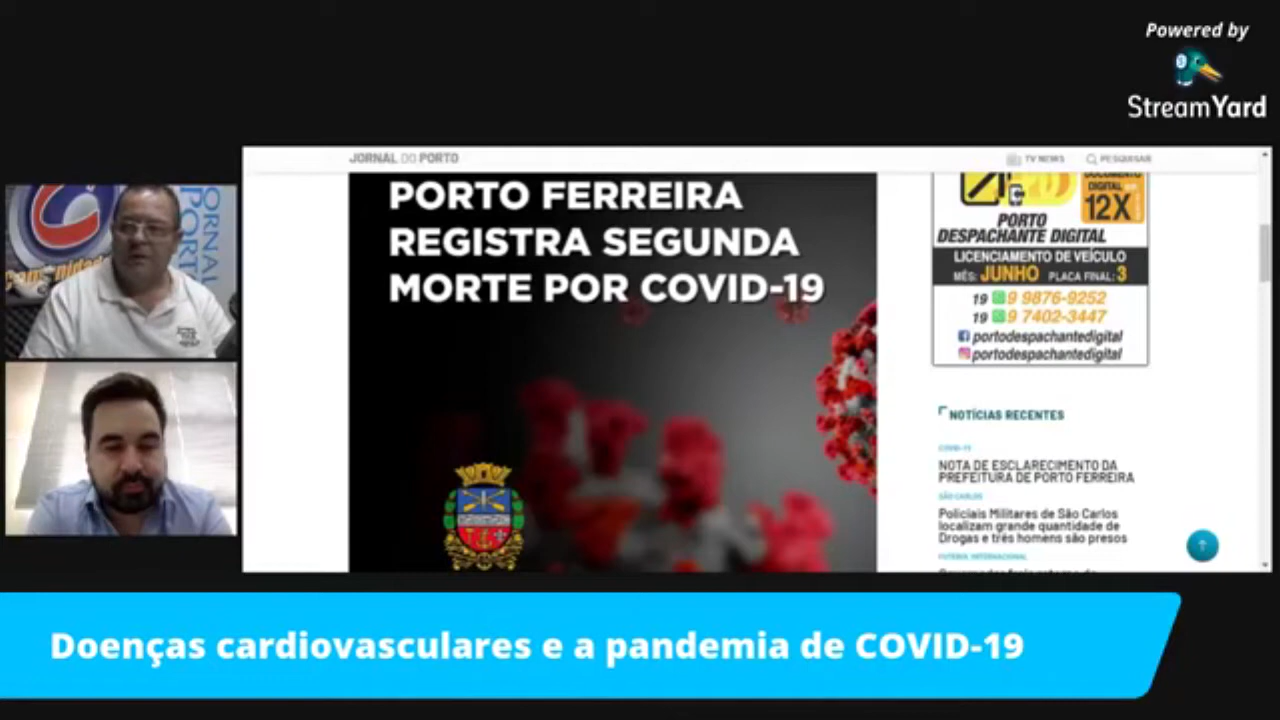 Powered by
StreamYard
JORNAL DO PORTO
TV NEWS
PESQUISAR
PORTO FERREIRA
REGISTRA SEGUNDA
MORTE POR COVID-19
DOCUMENTO
DIGITAL
12X
PORTO
DESPACHANTE DIGITAL
LICENCIAMENTO DE VEÍCULO
MÊS: JUNHO PLACA FINAL: 3
19 9 9876-9252
19 9 7402-3447
portodespachantedigital
portodespachantedigital
NOTÍCIAS RECENTES
COVID-19
NOTA DE ESCLARECIMENTO DA
PREFEITURA DE PORTO FERREIRA
SÃO CARLOS
Policiais Militares de São Carlos
localizam grande quantidade de
Drogas e três homens são presos
FUTEBOL INTERNACIONAL
JORNAL
PORTO
Doenças cardiovasculares e a pandemia de COVID-19